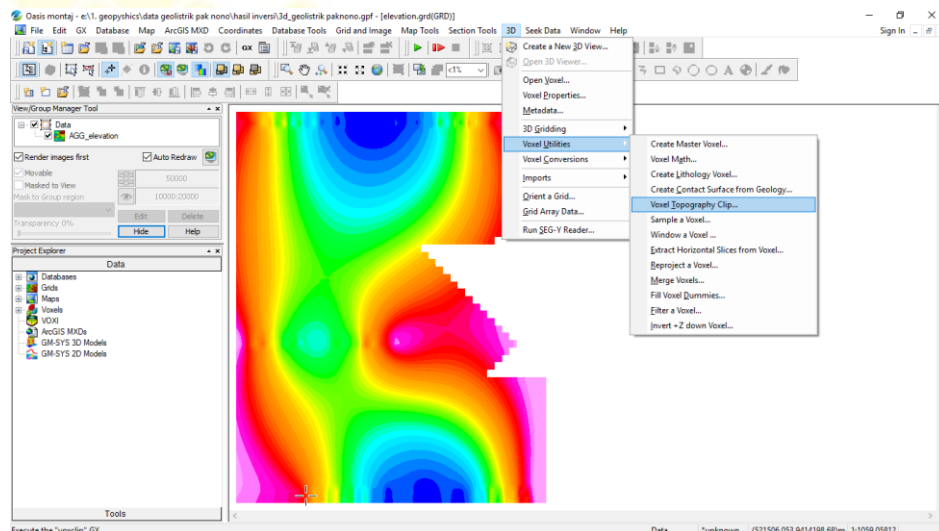 Oasis montaj - e:\1. geopyshics\data geolistrik pak nono\hasil inversi\3d_geolistrik paknono.gpf - [elevation.grd(GRD)]
File Edit GX Database Map ArcGIS MXD Coordinates Database Tools Grid and Image Map Tools Section Tools 3D Seek Data Window Help Sign In
GX
<1%
View/Group Manager Tool
Data
AGG_elevation
Render images first Auto Redraw
Movable 50000
Masked to View
Mask to Group region 10000:20000
Transparency 0% Edit Delete
Hide Help
Project Explorer
Data
Databases
Grids
Maps
Voxels
VOXI
ArcGIS MXDs
GM-SYS 3D Models
GM-SYS 2D Models
Tools
Create a New 3D View...
Open 3D Viewer...
Open Voxel...
Voxel Properties...
Metadata...
3D Gridding
Voxel Utilities
Voxel Conversions
Imports
Orient a Grid...
Grid Array Data...
Run SEG-Y Reader...
Create Master Voxel...
Voxel Math...
Create Lithology Voxel...
Create Contact Surface from Geology...
Voxel Topography Clip...
Sample a Voxel...
Window a Voxel ...
Extract Horizontal Slices from Voxel...
Reproject a Voxel...
Merge Voxels...
Fill Voxel Dummies...
Filter a Voxel...
Invert +Z down Voxel...
Data *unknown (521506.053,9414198.68)m 1:1059.05812